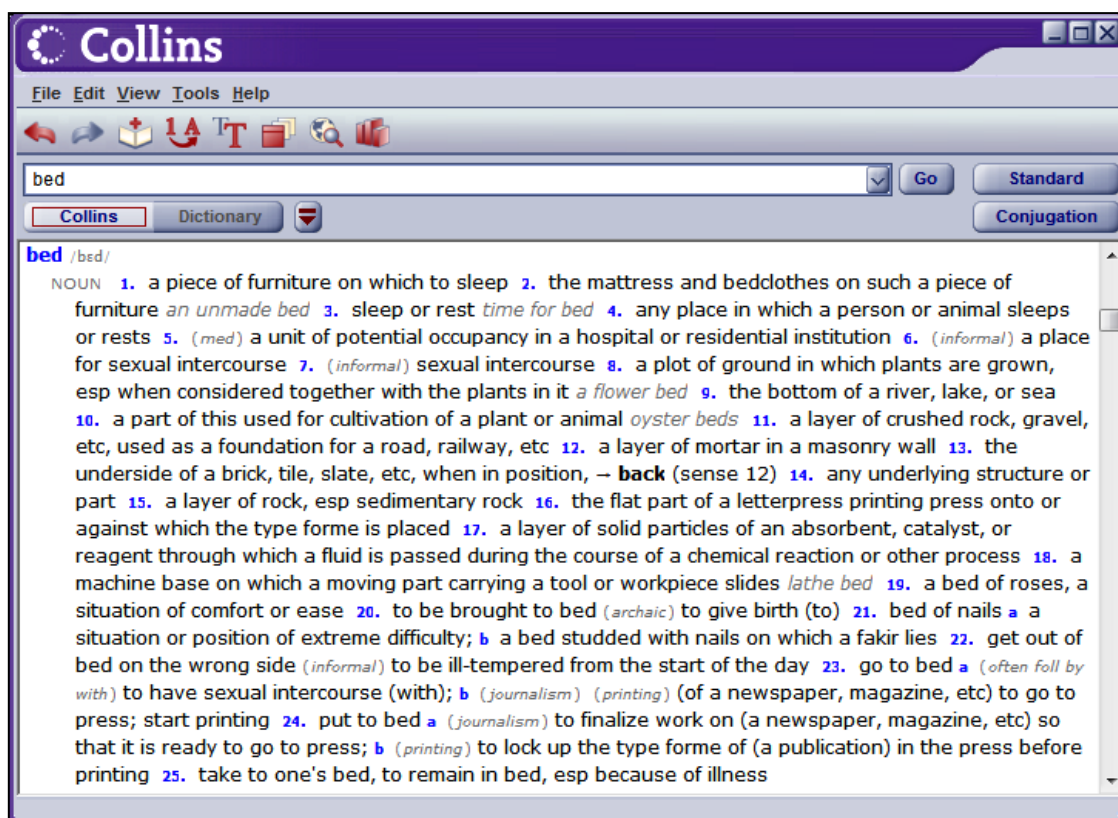 Collins
File Edit View Tools Help
bed Go Standard
Collins Dictionary Conjugation
bed /bɛd/
NOUN 1. a piece of furniture on which to sleep 2. the mattress and bedclothes on such a piece of
furniture an unmade bed 3. sleep or rest time for bed 4. any place in which a person or animal sleeps
or rests 5. (med) a unit of potential occupancy in a hospital or residential institution 6. (informal) a place
for sexual intercourse 7. (informal) sexual intercourse 8. a plot of ground in which plants are grown,
esp when considered together with the plants in it a flower bed 9. the bottom of a river, lake, or sea
10. a part of this used for cultivation of a plant or animal oyster beds 11. a layer of crushed rock, gravel,
etc, used as a foundation for a road, railway, etc 12. a layer of mortar in a masonry wall 13. the
underside of a brick, tile, slate, etc, when in position, → back (sense 12) 14. any underlying structure or
part 15. a layer of rock, esp sedimentary rock 16. the flat part of a letterpress printing press onto or
against which the type forme is placed 17. a layer of solid particles of an absorbent, catalyst, or
reagent through which a fluid is passed during the course of a chemical reaction or other process 18. a
machine base on which a moving part carrying a tool or workpiece slides lathe bed 19. a bed of roses, a
situation of comfort or ease 20. to be brought to bed (archaic) to give birth (to) 21. bed of nails a a
situation or position of extreme difficulty; b a bed studded with nails on which a fakir lies 22. get out of
bed on the wrong side (informal) to be ill-tempered from the start of the day 23. go to bed a (often foll by
with) to have sexual intercourse (with); b (journalism) (printing) (of a newspaper, magazine, etc) to go to
press; start printing 24. put to bed a (journalism) to finalize work on (a newspaper, magazine, etc) so
that it is ready to go to press; b (printing) to lock up the type forme of (a publication) in the press before
printing 25. take to one's bed, to remain in bed, esp because of illness